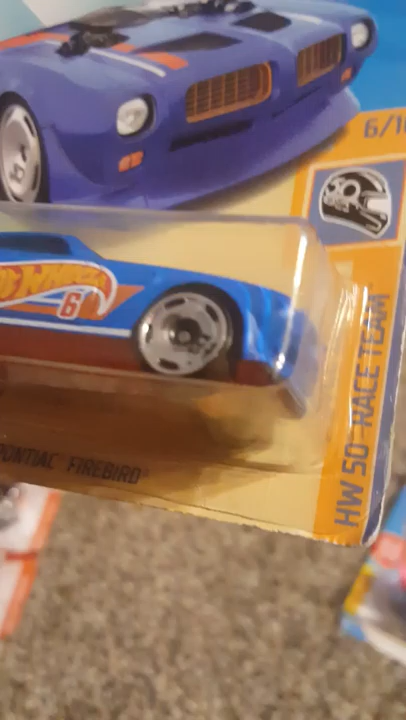 6/10
HOT WHEELS
6
PONTIAC FIREBIRD
HW 50 RACE TEAM